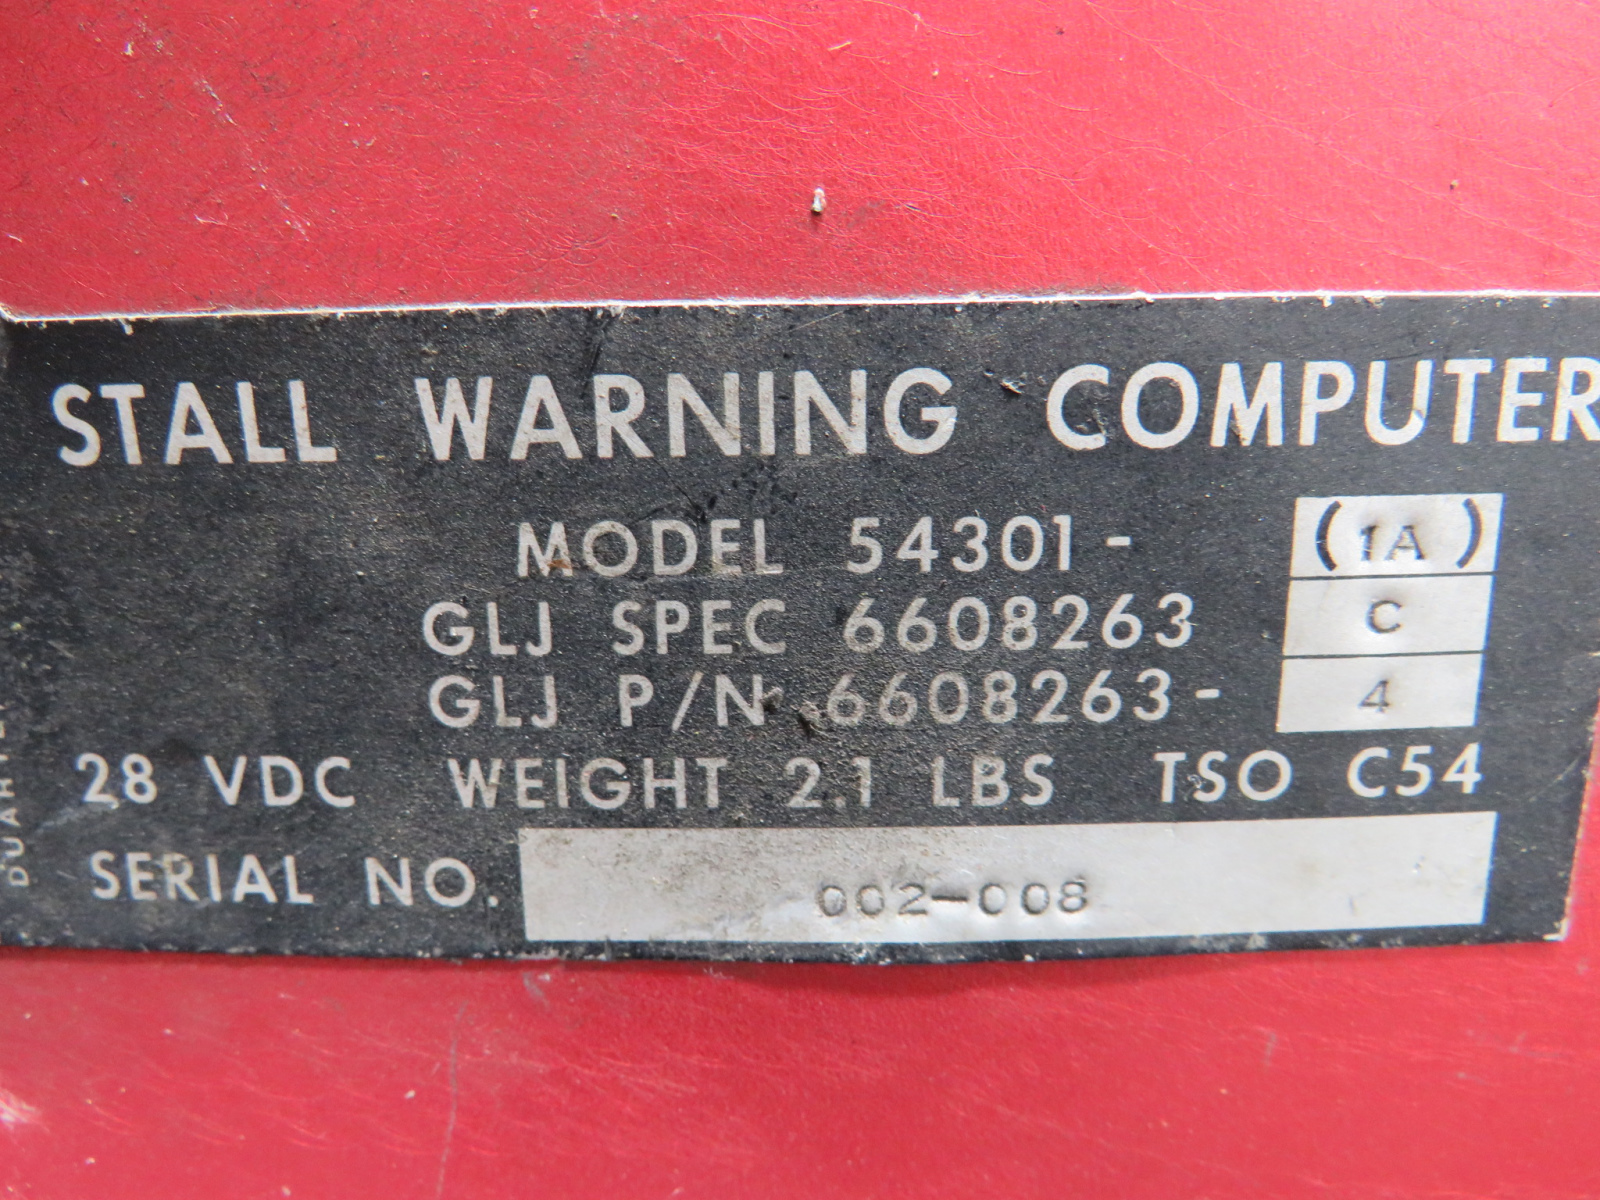 STALL WARNING COMPUTER
MODEL 54301- (1A)
GLJ SPEC 6608263 C
GLJ P/N 6608263- 4
28 VDC WEIGHT 2.1 LBS TSO C54
SERIAL NO. 002-008